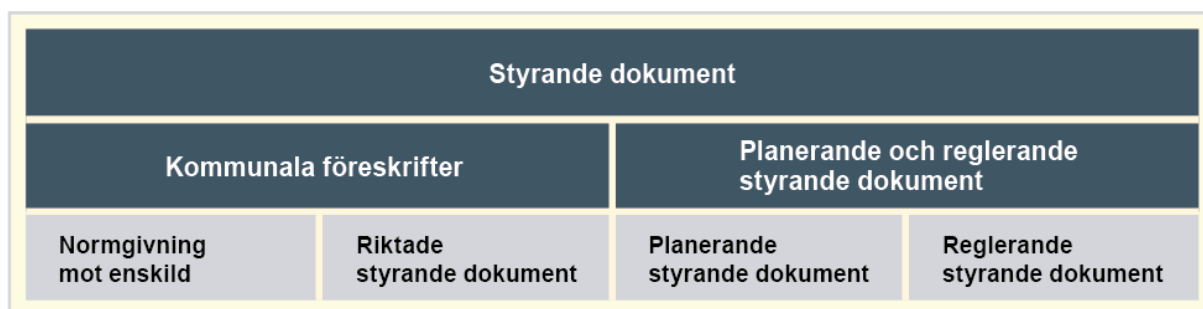 Styrande dokument
Kommunala föreskrifter
Planerande och reglerande
styrande dokument
Normgivning
mot enskild
Riktade
styrande dokument
Planerande
styrande dokument
Reglerande
styrande dokument